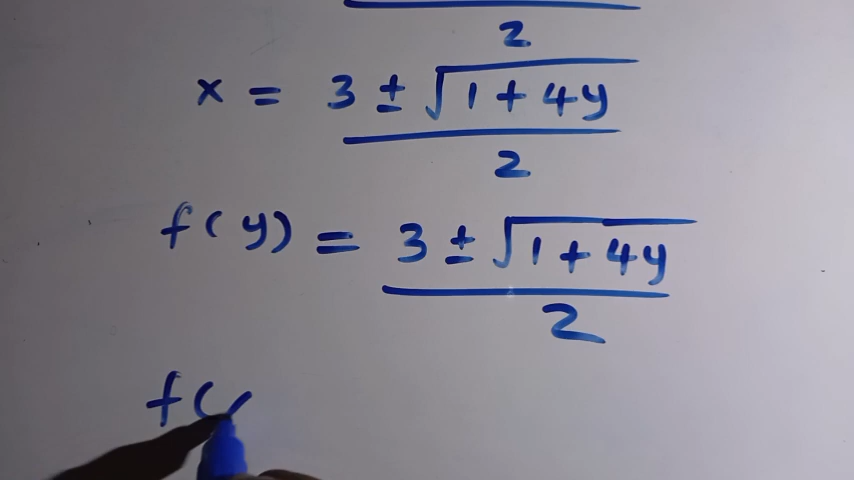 2
x = 3 ± √1 + 4y
2
f(y) = 3 ± √1 + 4y
2
f(